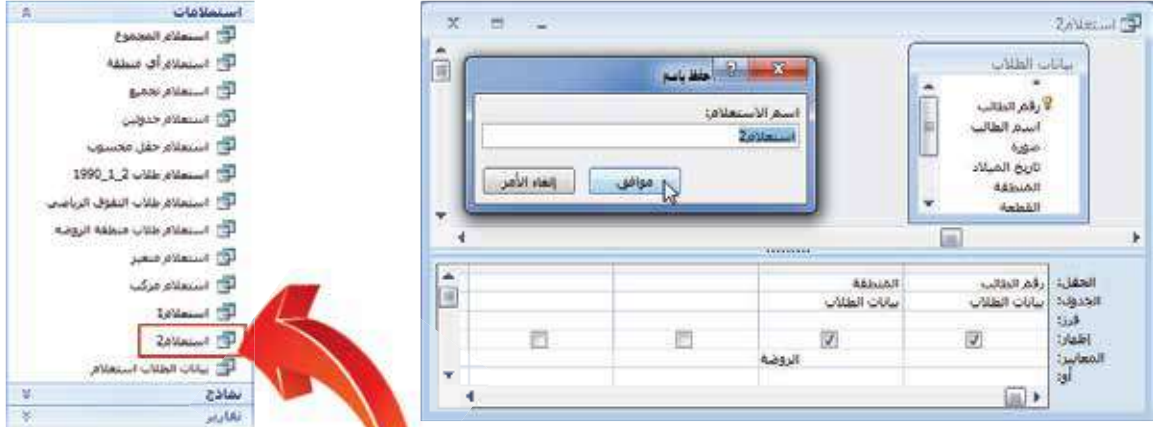 استعلامات
استعلام المجموع
استعلام أي منطقة
استعلام تجميع
استعلام جدولين
استعلام حقل محسوب
استعلام طلاب 2_1_1990
استعلام طلاب التفوق الرياضي
استعلام طلاب منطقة الروضة
استعلام متغير
استعلام مركب
استعلام1
استعلام2
بيانات الطلاب استعلام
نماذج
تقارير
استعلام2
بيانات الطلاب
*
رقم الطالب
اسم الطالب
صورة
تاريخ الميلاد
المنطقة
القطعة
حفظ باسم
اسم الاستعلام:
استعلام2
موافق
إلغاء الأمر
الحقل: رقم الطالب المنطقة
الجدول: بيانات الطلاب بيانات الطلاب
فرز:
إظهار:
المعايير: الروضة
أو: